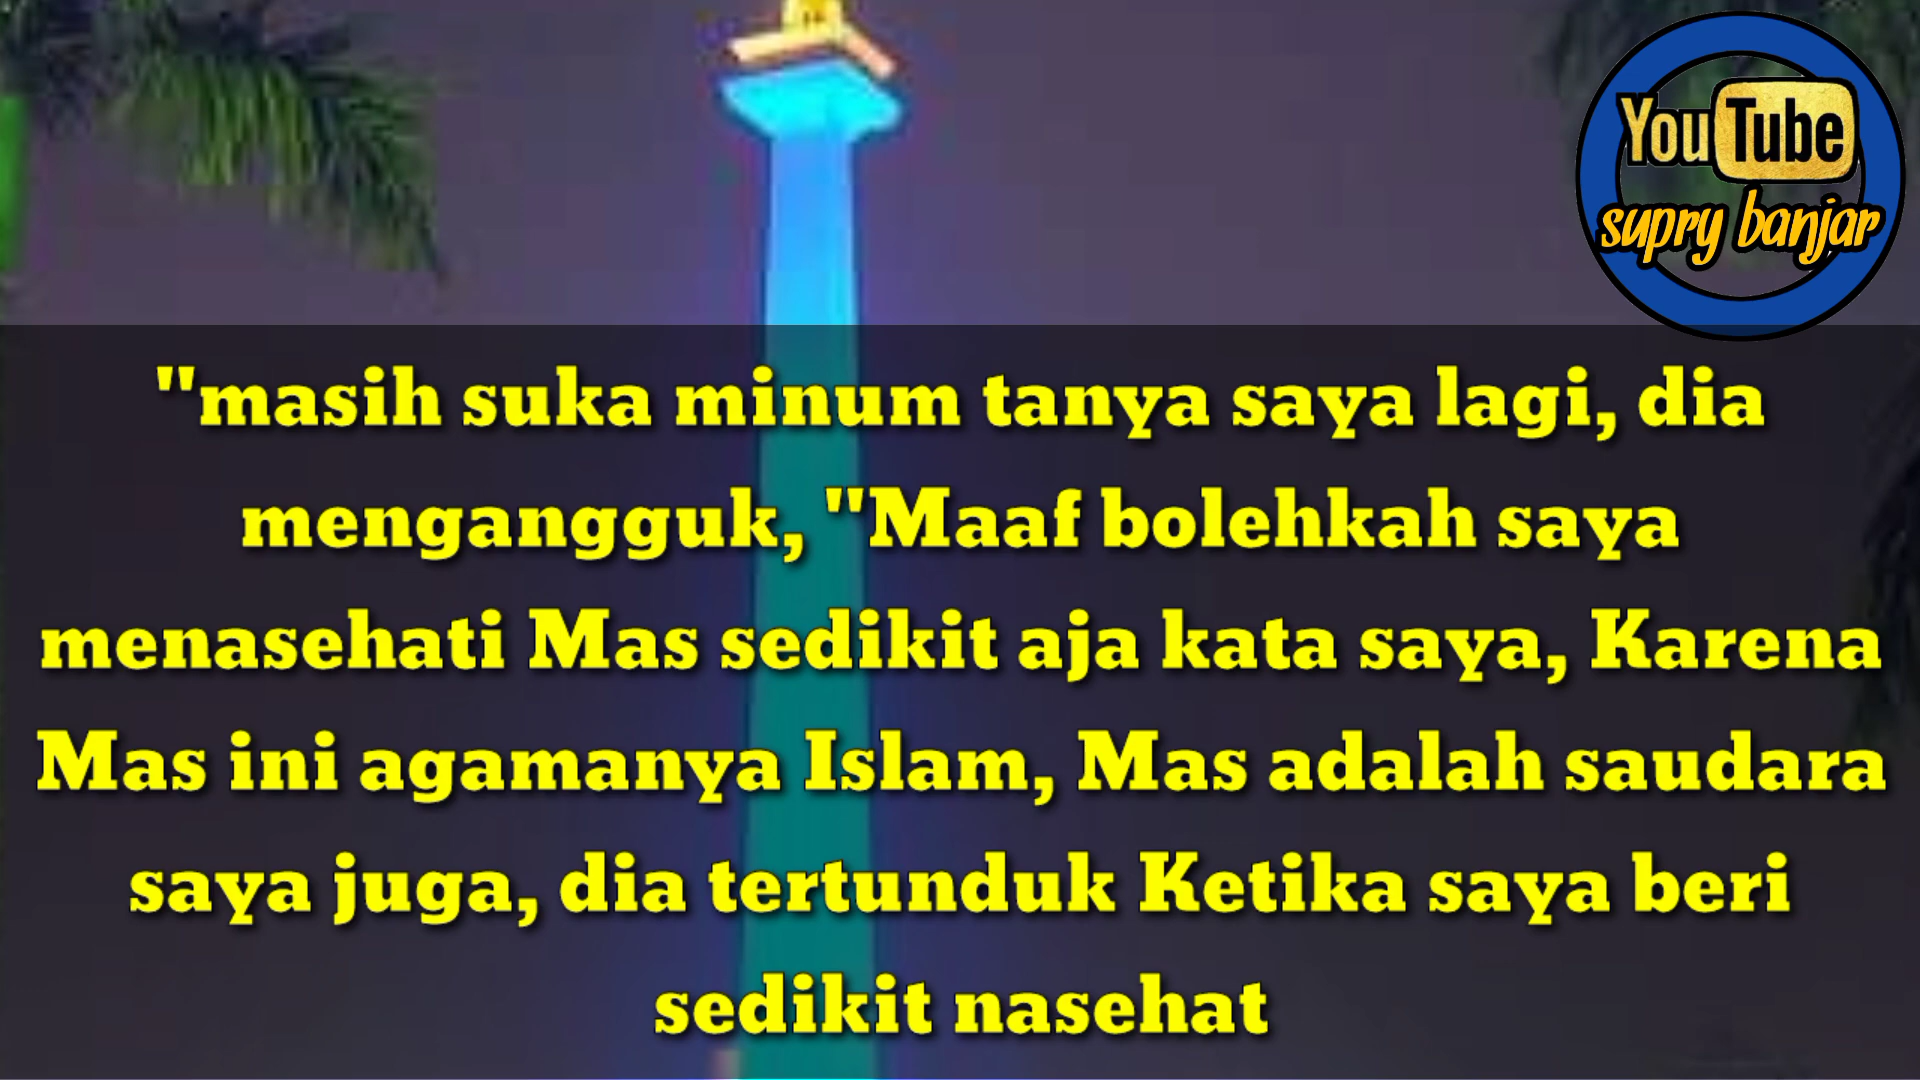 YouTube
supry banjar
"masih suka minum tanya saya lagi, dia
mengangguk, "Maaf bolehkah saya
menasehati Mas sedikit aja kata saya, Karena
Mas ini agamanya Islam, Mas adalah saudara
saya juga, dia tertunduk Ketika saya beri
sedikit nasehat